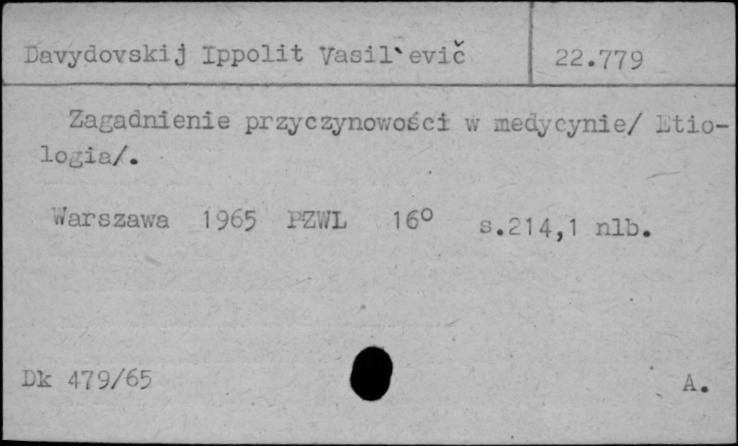 Davydovskij Ippolit Vasil`evič 22.779
Zagadnienie przyczynowości w medycynie/ Etio-
logia/.
Warszawa 1965 PZWL 16° s.214,1 nlb.
Dk 479/65 A.